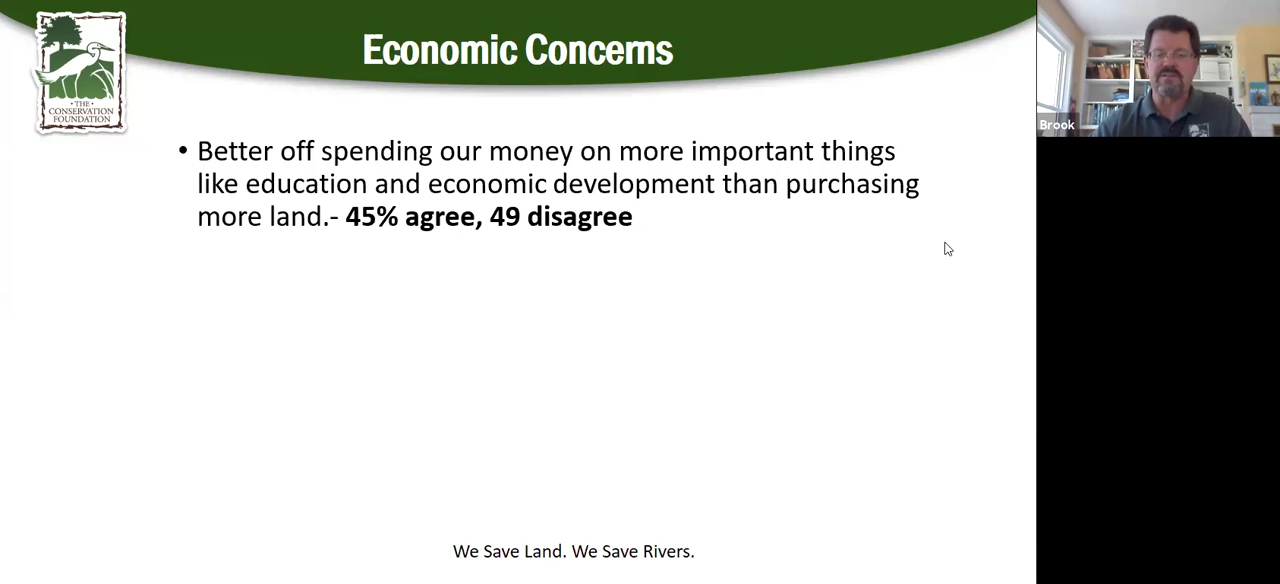 Economic Concerns
• THE •
CONSERVATION
FOUNDATION
Brook
• Better off spending our money on more important things
like education and economic development than purchasing
more land.- 45% agree, 49 disagree
We Save Land. We Save Rivers.